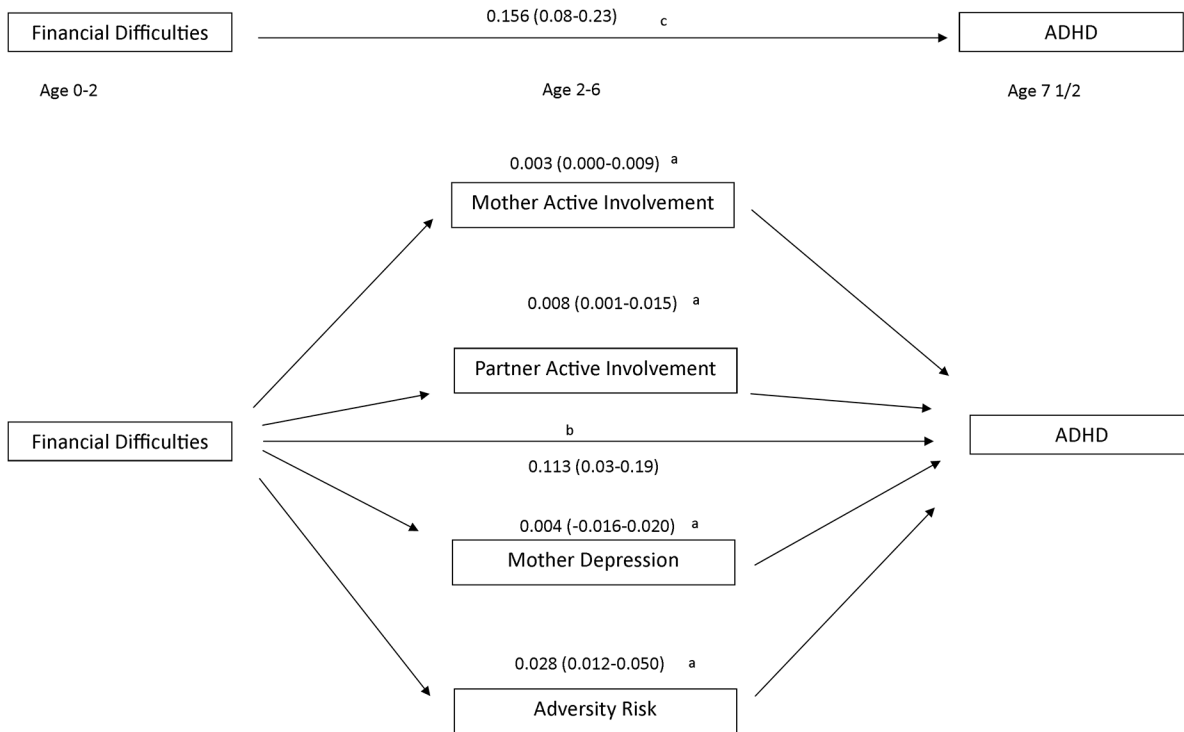 0.156 (0.08-0.23) c
Financial Difficulties
ADHD
Age 0-2
Age 2-6
Age 7 1/2
0.003 (0.000-0.009) a
Mother Active Involvement
0.008 (0.001-0.015) a
Partner Active Involvement
Financial Difficulties
b
ADHD
0.113 (0.03-0.19)
0.004 (-0.016-0.020) a
Mother Depression
0.028 (0.012-0.050) a
Adversity Risk